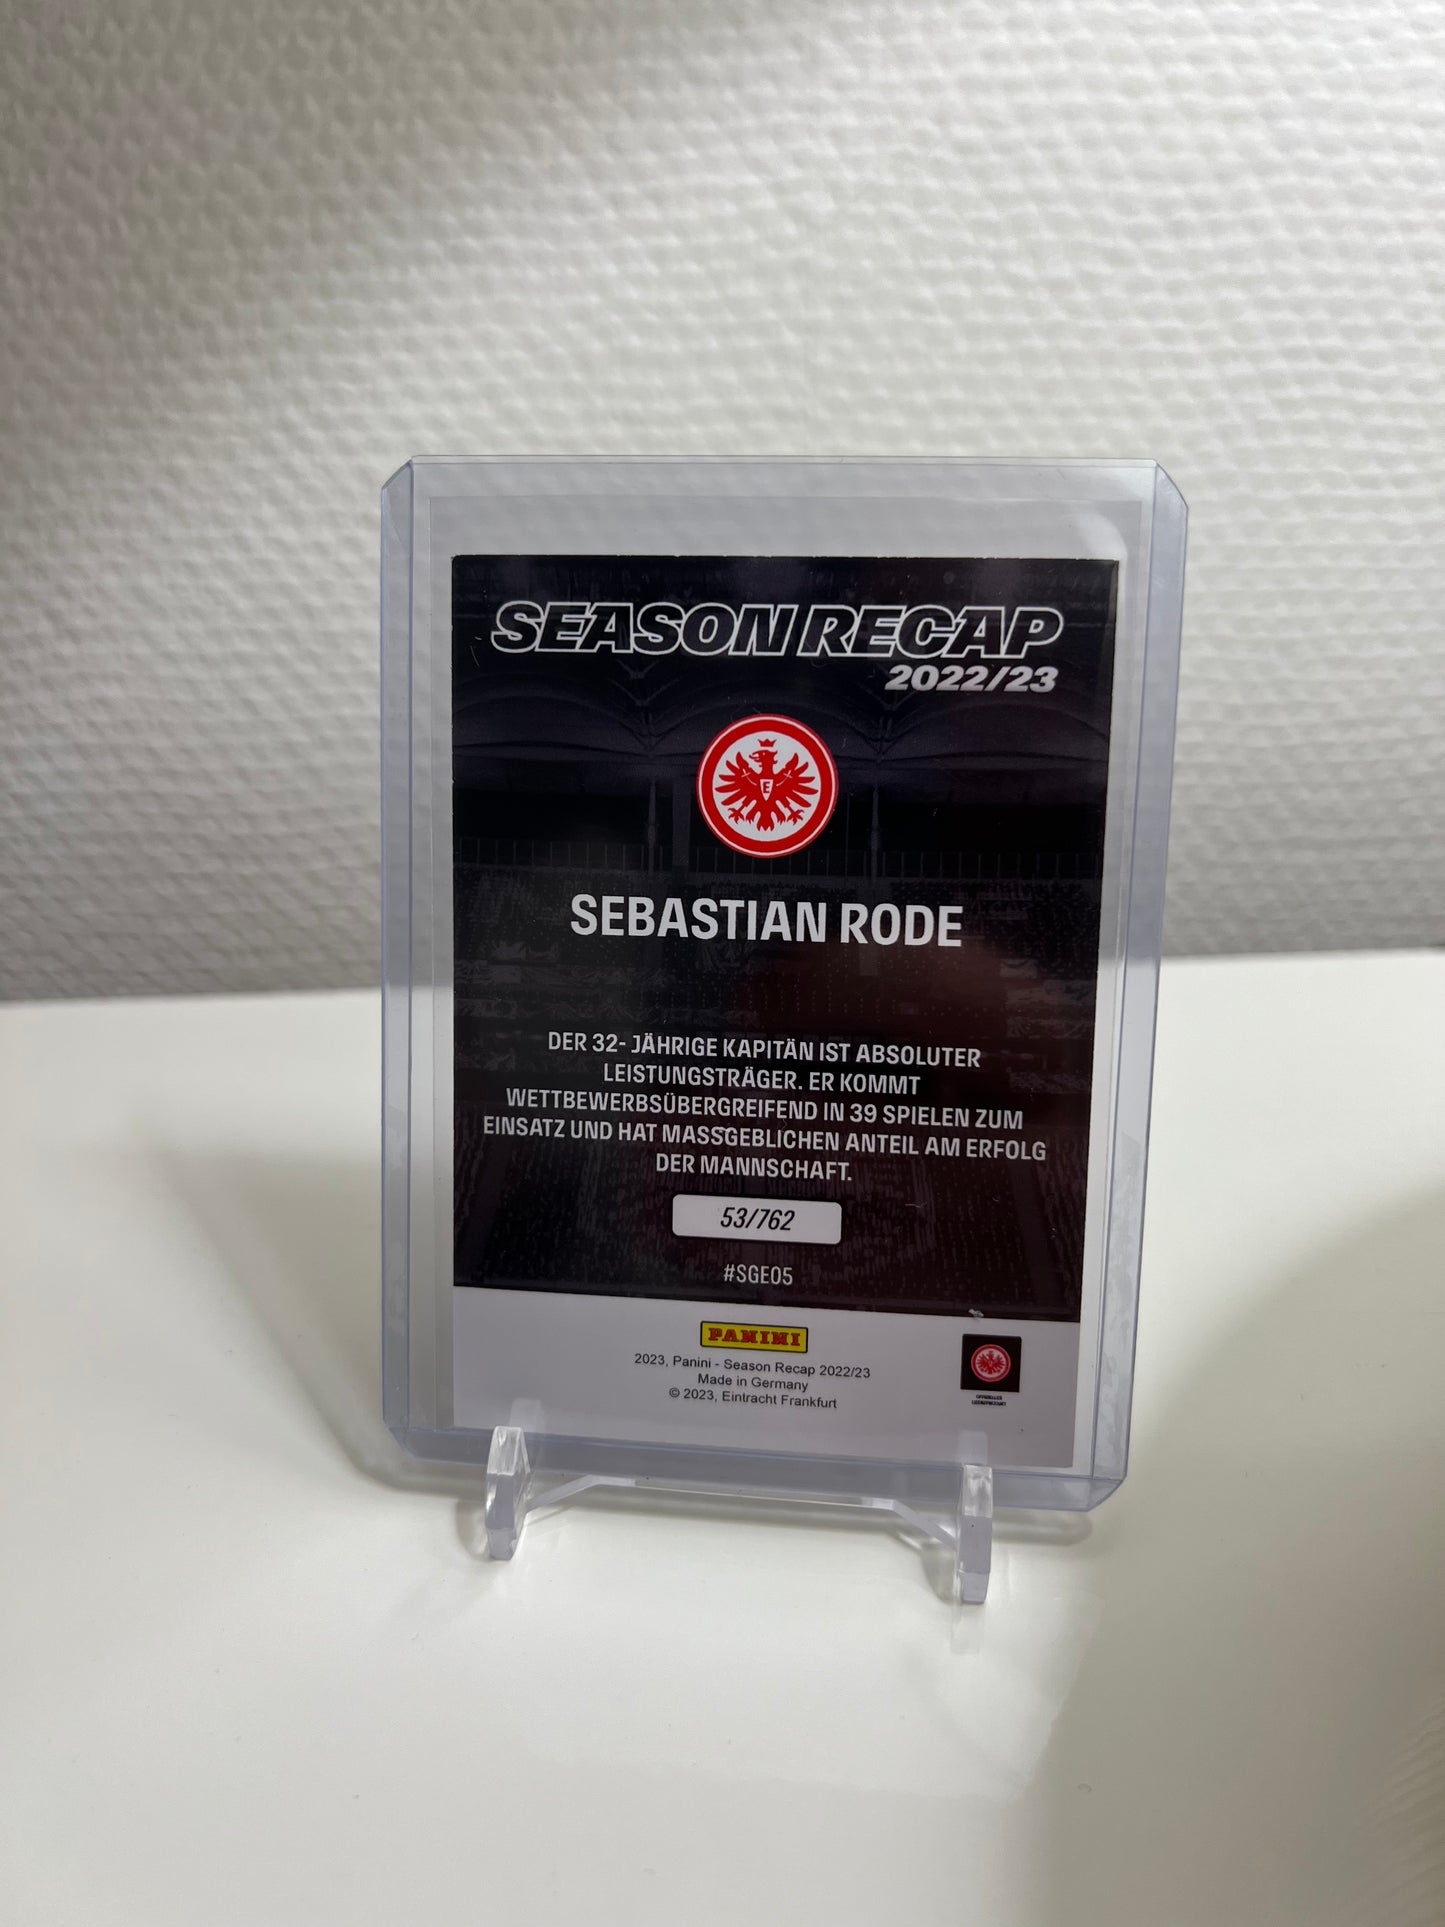 SEASON RECAP
2022/23
E
SEBASTIAN RODE
DER 32- JÄHRIGE KAPITÄN IST ABSOLUTER
LEISTUNGSTRÄGER. ER KOMMT
WETTBEWERBSÜBERGREIFEND IN 39 SPIELEN ZUM
EINSATZ UND HAT MASSGEBLICHEN ANTEIL AM ERFOLG
DER MANNSCHAFT.
53/762
#SGE05
PANINI
2023, Panini - Season Recap 2022/23
Made in Germany
© 2023, Eintracht Frankfurt
OFFIZIELLES
LIZENZPRODUKT